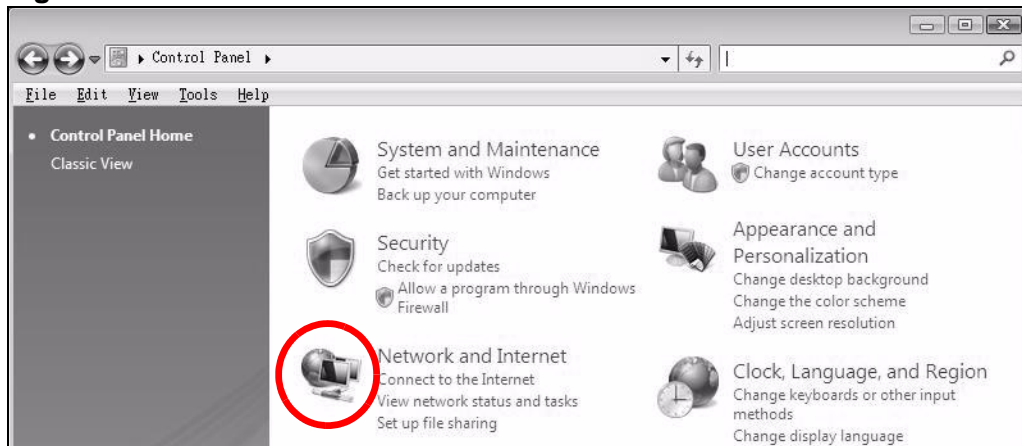 Control Panel
File Edit View Tools Help
Control Panel Home
Classic View
System and Maintenance
Get started with Windows
Back up your computer
Security
Check for updates
Allow a program through Windows
Firewall
Network and Internet
Connect to the Internet
View network status and tasks
Set up file sharing
User Accounts
Change account type
Appearance and
Personalization
Change desktop background
Change the color scheme
Adjust screen resolution
Clock, Language, and Region
Change keyboards or other input
methods
Change display language